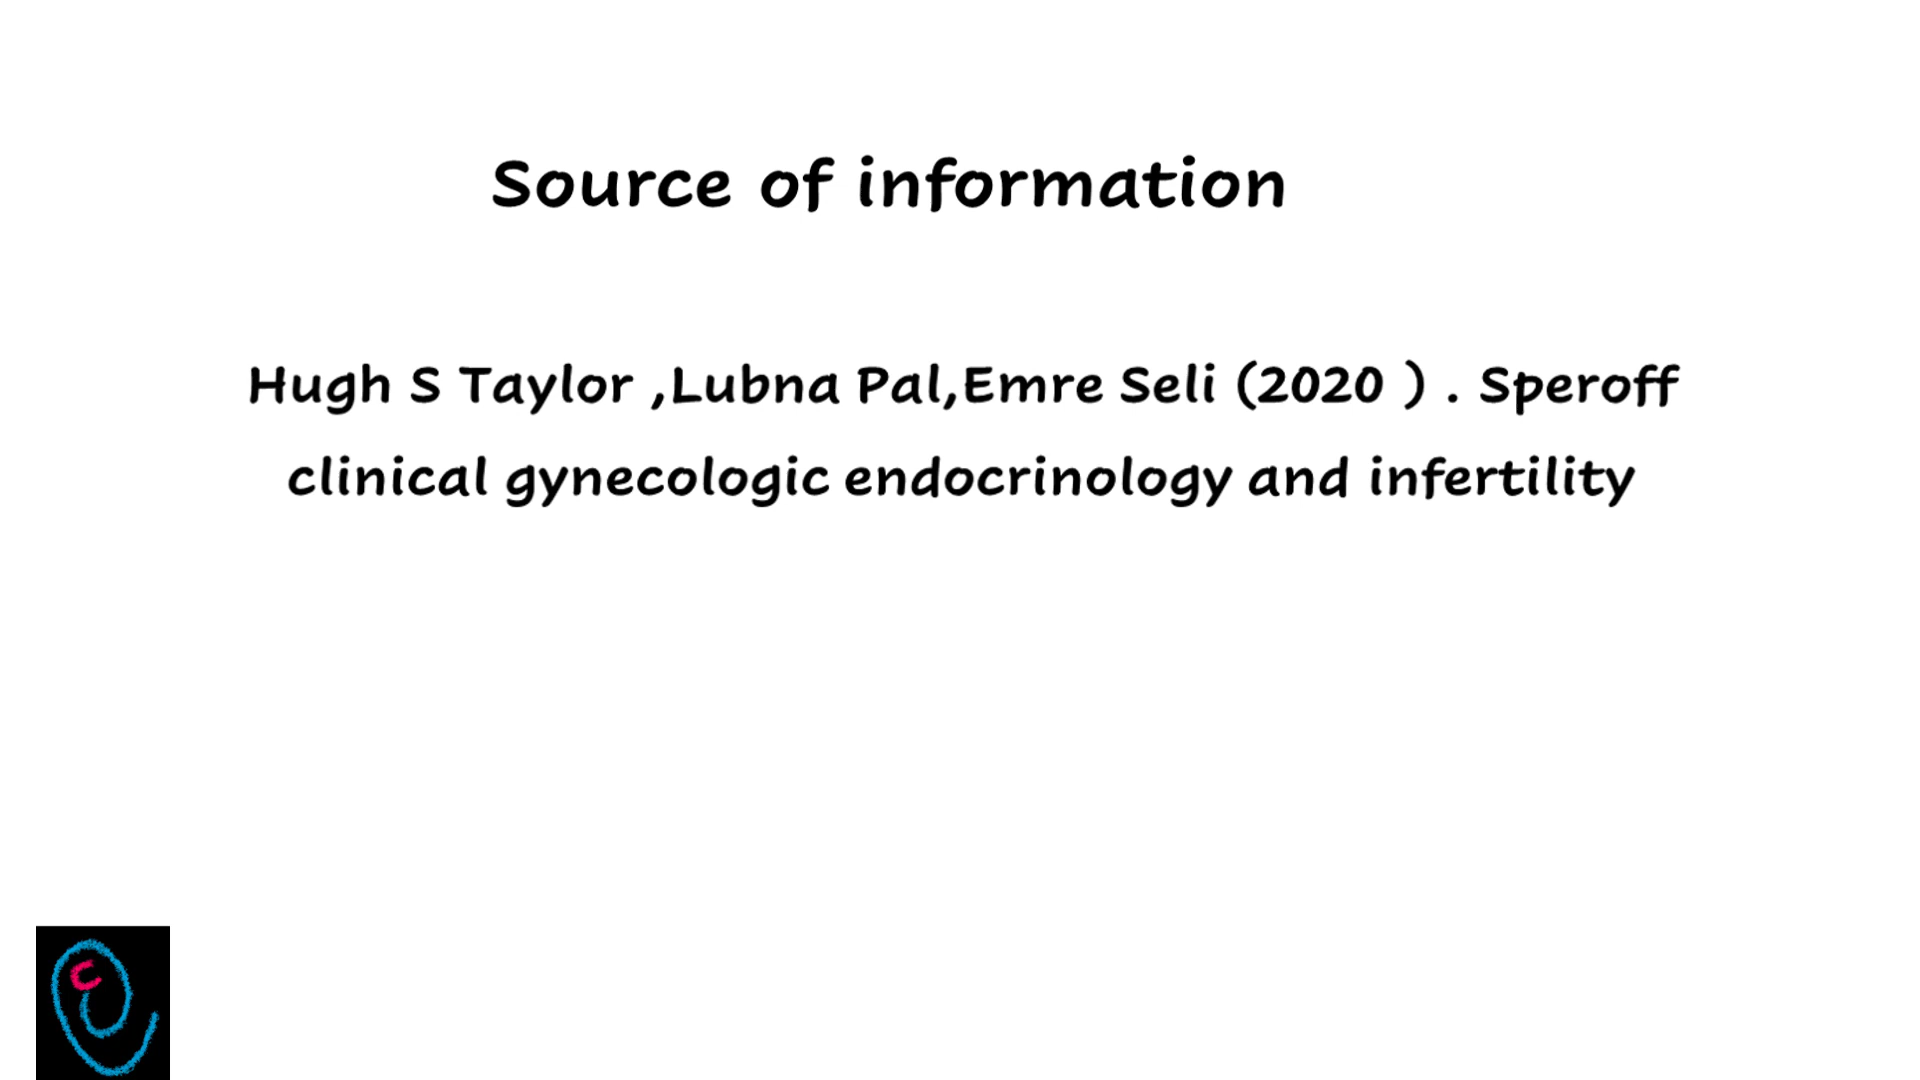 Source of information
Hugh S Taylor ,Lubna Pal,Emre Seli (2020 ) . Speroff
clinical gynecologic endocrinology and infertility